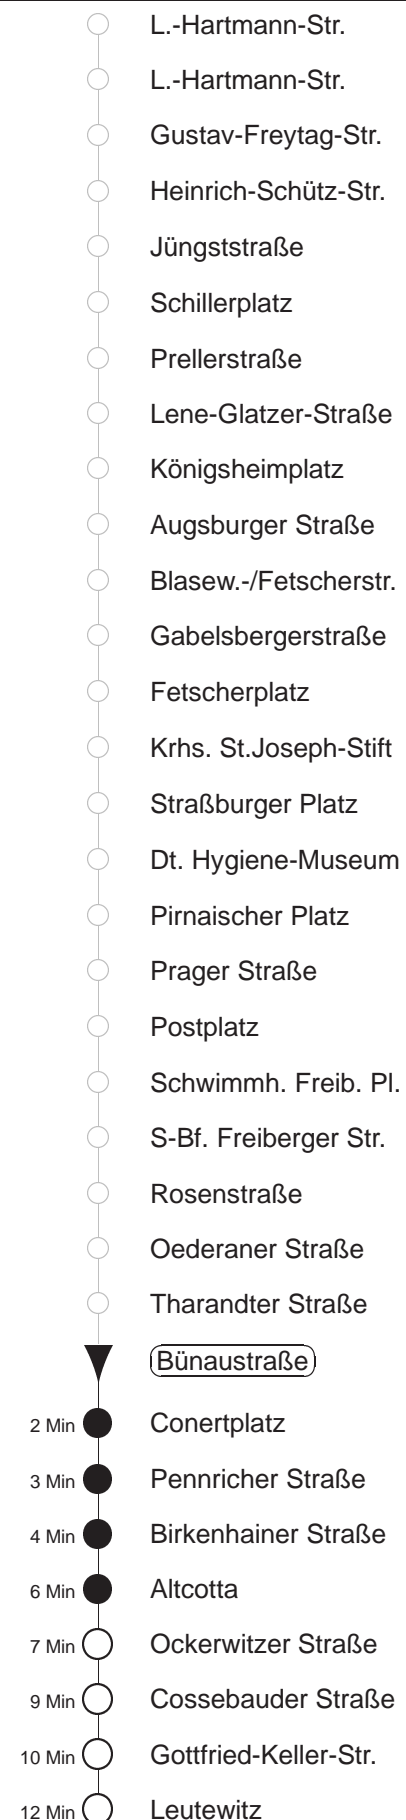 L.-Hartmann-Str.
L.-Hartmann-Str.
Gustav-Freytag-Str.
Heinrich-Schütz-Str.
Jüngststraße
Schillerplatz
Prellerstraße
Lene-Glatzer-Straße
Königsheimplatz
Augsburger Straße
Blasew.-/Fetscherstr.
Gabelsbergerstraße
Fetscherplatz
Krhs. St.Joseph-Stift
Straßburger Platz
Dt. Hygiene-Museum
Pirnaischer Platz
Prager Straße
Postplatz
Schwimmh. Freib. Pl.
S-Bf. Freiberger Str.
Rosenstraße
Oederaner Straße
Tharandter Straße
Bünaustraße
2 Min Conertplatz
3 Min Pennricher Straße
4 Min Birkenhainer Straße
6 Min Altcotta
7 Min Ockerwitzer Straße
9 Min Cossebauder Straße
10 Min Gottfried-Keller-Str.
12 Min Leutewitz